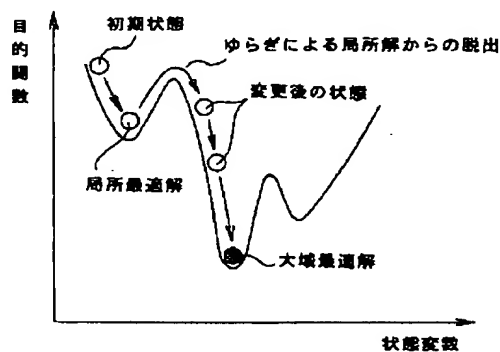 目的関数
初期状態
ゆらぎによる局所解からの脱出
変更後の状態
局所最適解
大域最適解
状態変数